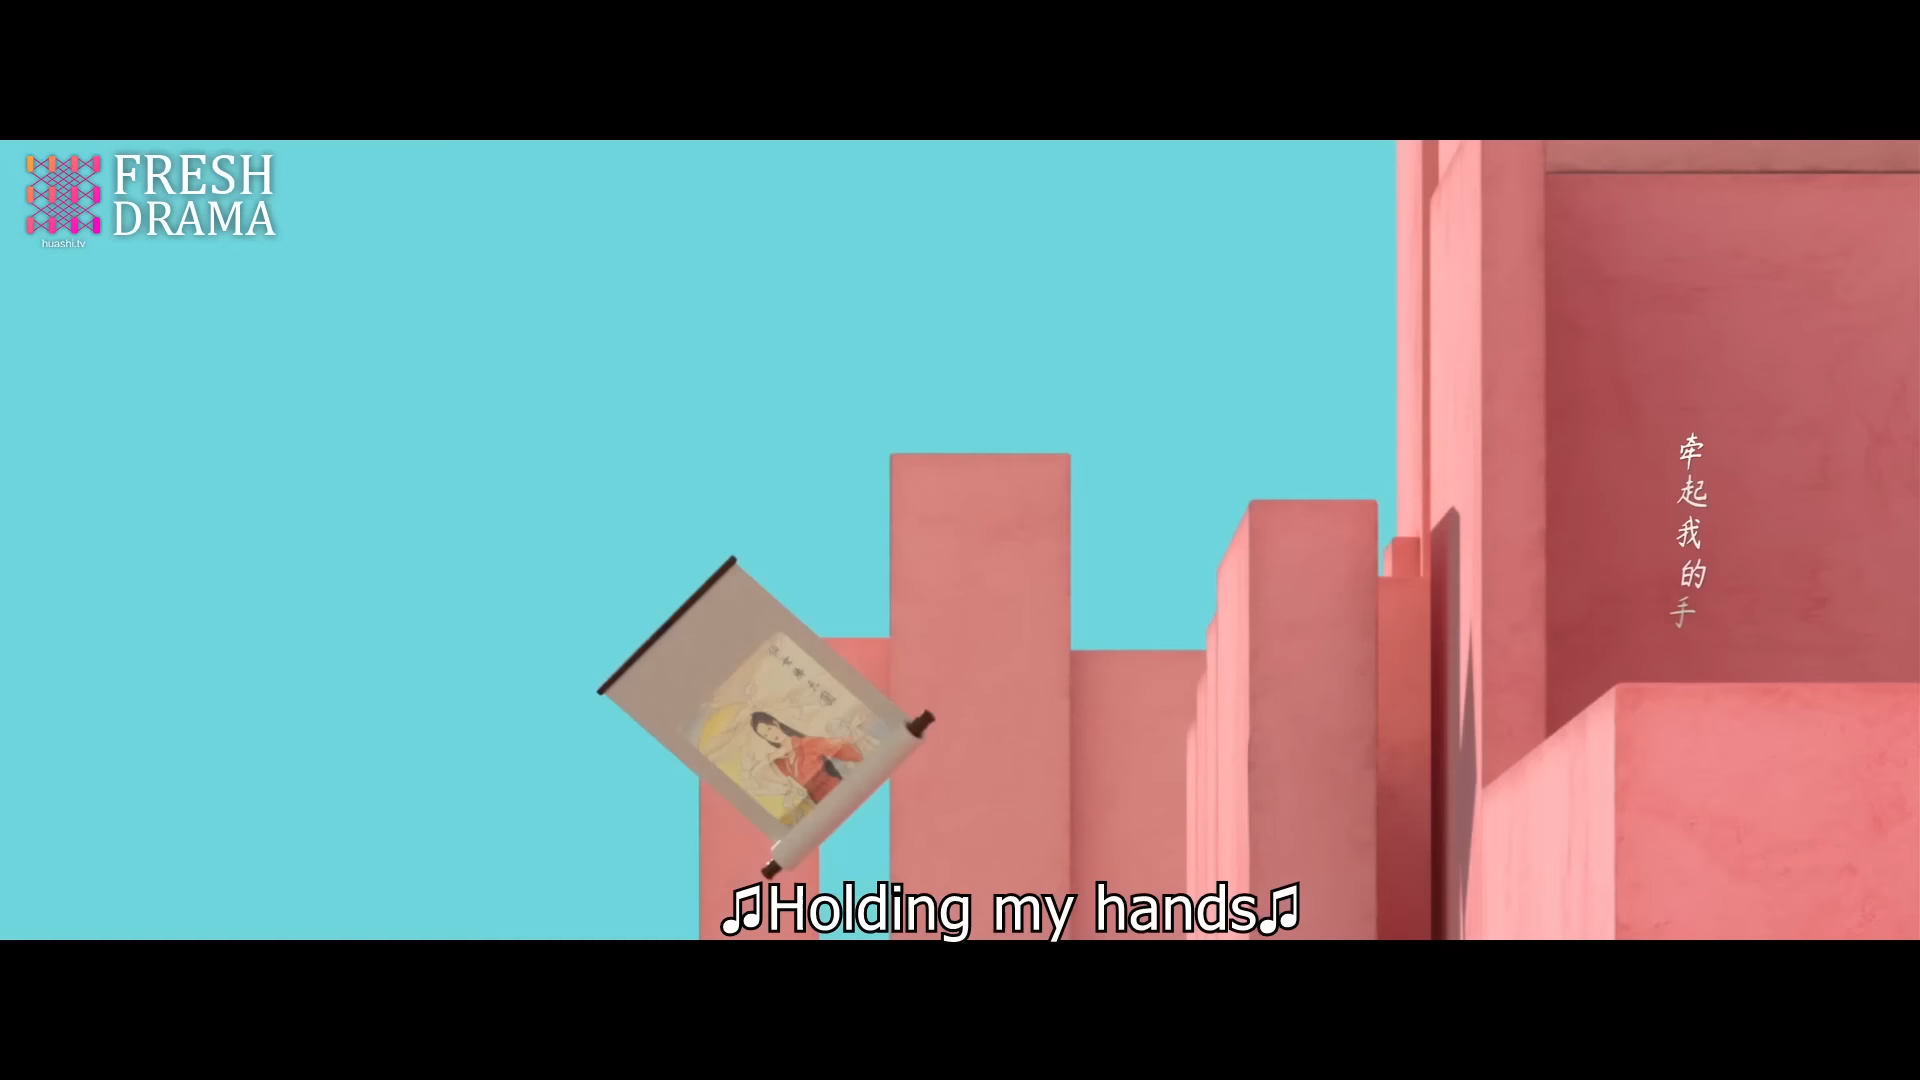 FRESH
DRAMA
huashi.tv
牵起我的手
♫Holding my hands♫